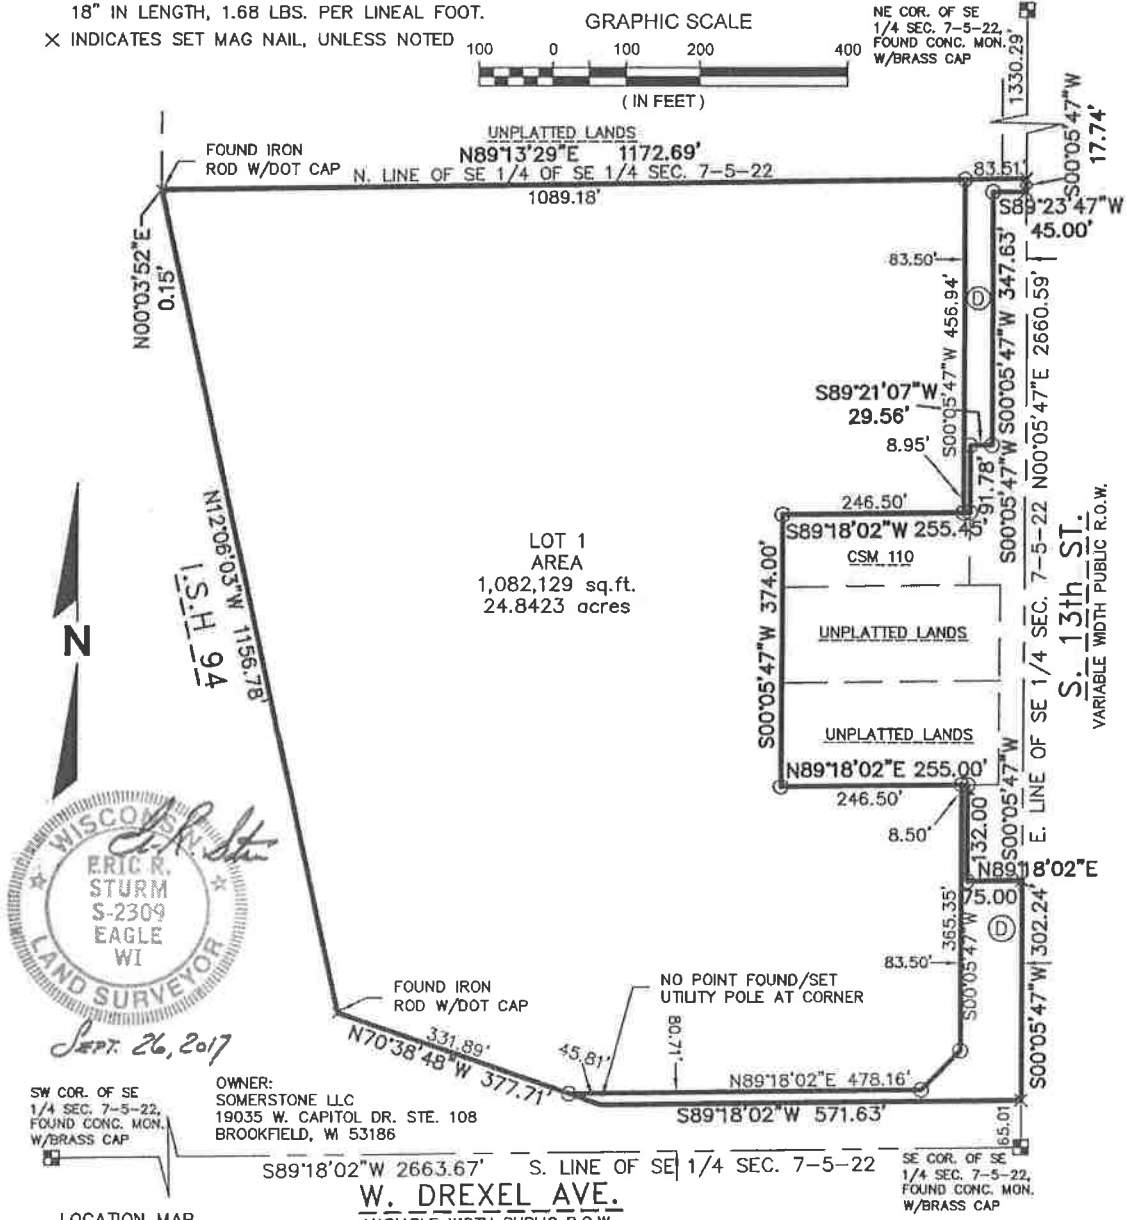 18" IN LENGTH, 1.68 LBS. PER LINEAL FOOT.
X INDICATES SET MAG NAIL, UNLESS NOTED
GRAPHIC SCALE
100 0 100 200 400
( IN FEET )
NE COR. OF SE
1/4 SEC. 7-5-22,
FOUND CONC. MON.
W/BRASS CAP
1330.29'
S00°05'47"W
17.74'
FOUND IRON
ROD W/DOT CAP
UNPLATTED LANDS
N89°13'29"E 1172.69'
N. LINE OF SE 1/4 OF SE 1/4 SEC. 7-5-22
1089.18'
83.51'
S89°23'47"W
45.00'
N00°03'52"E
0.15'
83.50'
S00°05'47"W 456.94'
D
S00°05'47"W 347.63'
N00°05'47"E 2660.59'
S89°21'07"W
29.56'
8.95'
S00°05'47"W
91.78'
246.50'
S89°18'02"W 255.45'
CSM 110
N12°06'03"W 1156.78'
I.S.H 94
LOT 1
AREA
1,082,129 sq.ft.
24.8423 acres
S00°05'47"W 374.00'
UNPLATTED LANDS
UNPLATTED LANDS
E. LINE OF SE 1/4 SEC. 7-5-22
S. 13th ST.
VARIABLE WIDTH PUBLIC R.O.W.
N
N89°18'02"E 255.00'
246.50'
8.50'
132.00
S00°05'47"W
N89°18'02"E
75.00
D
365.35'
S00°05'47"W
83.50'
S00°05'47"W 302.24'
WISCONSIN
ERIC R.
STURM
S-2309
EAGLE
WI
LAND SURVEYOR
SEPT. 26, 2017
FOUND IRON
ROD W/DOT CAP
NO POINT FOUND/SET
UTILITY POLE AT CORNER
331.89'
N70°38'48"W 377.71'
45.81'
80.71'
N89°18'02"E 478.16'
S89°18'02"W 571.63'
65.01
SW COR. OF SE
1/4 SEC. 7-5-22,
FOUND CONC. MON.
W/BRASS CAP
OWNER:
SOMERSTONE LLC
19035 W. CAPITOL DR. STE. 108
BROOKFIELD, WI 53186
S89°18'02"W 2663.67' S. LINE OF SE 1/4 SEC. 7-5-22
W. DREXEL AVE.
VARIABLE WIDTH PUBLIC R.O.W.
SE COR. OF SE
1/4 SEC. 7-5-22,
FOUND CONC. MON.
W/BRASS CAP
LOCATION MAP